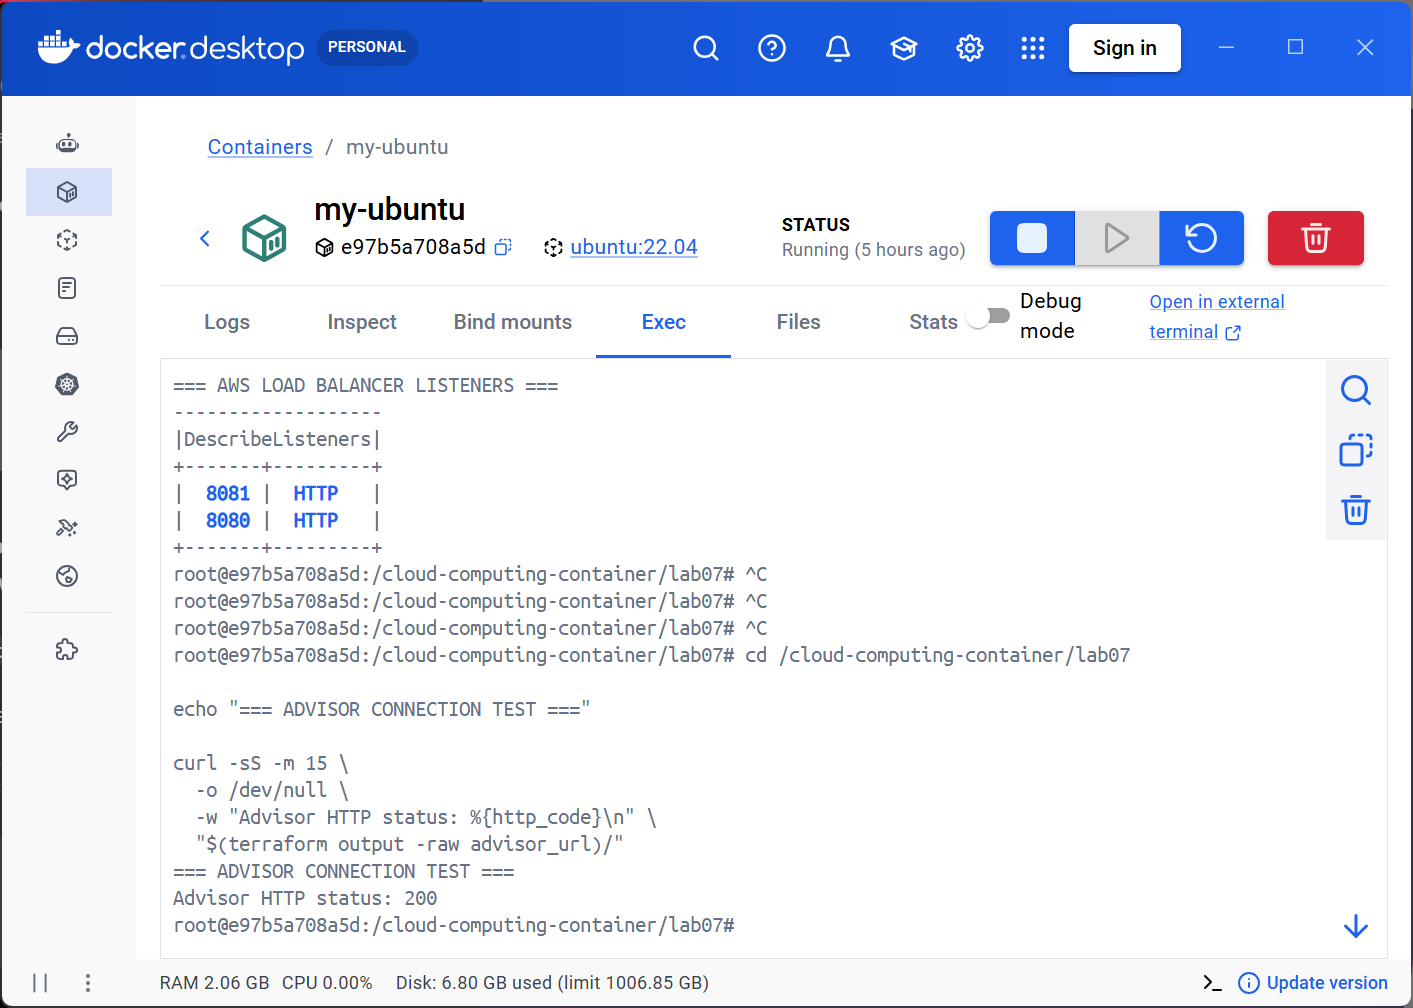 docker desktop PERSONAL Sign in
Containers / my-ubuntu
my-ubuntu
e97b5a708a5d ubuntu:22.04
STATUS
Running (5 hours ago)
Logs Inspect Bind mounts Exec Files Stats Debug mode Open in external terminal
=== AWS LOAD BALANCER LISTENERS ===
-------------------
|DescribeListeners|
+-------+---------+
|  8081 |  HTTP   |
|  8080 |  HTTP   |
+-------+---------+
root@e97b5a708a5d:/cloud-computing-container/lab07# ^C
root@e97b5a708a5d:/cloud-computing-container/lab07# ^C
root@e97b5a708a5d:/cloud-computing-container/lab07# ^C
root@e97b5a708a5d:/cloud-computing-container/lab07# cd /cloud-computing-container/lab07
echo "=== ADVISOR CONNECTION TEST ==="
curl -sS -m 15 \
  -o /dev/null \
  -w "Advisor HTTP status: %{http_code}\n" \
  "$(terraform output -raw advisor_url)/"
=== ADVISOR CONNECTION TEST ===
Advisor HTTP status: 200
root@e97b5a708a5d:/cloud-computing-container/lab07#
RAM 2.06 GB CPU 0.00% Disk: 6.80 GB used (limit 1006.85 GB) Update version